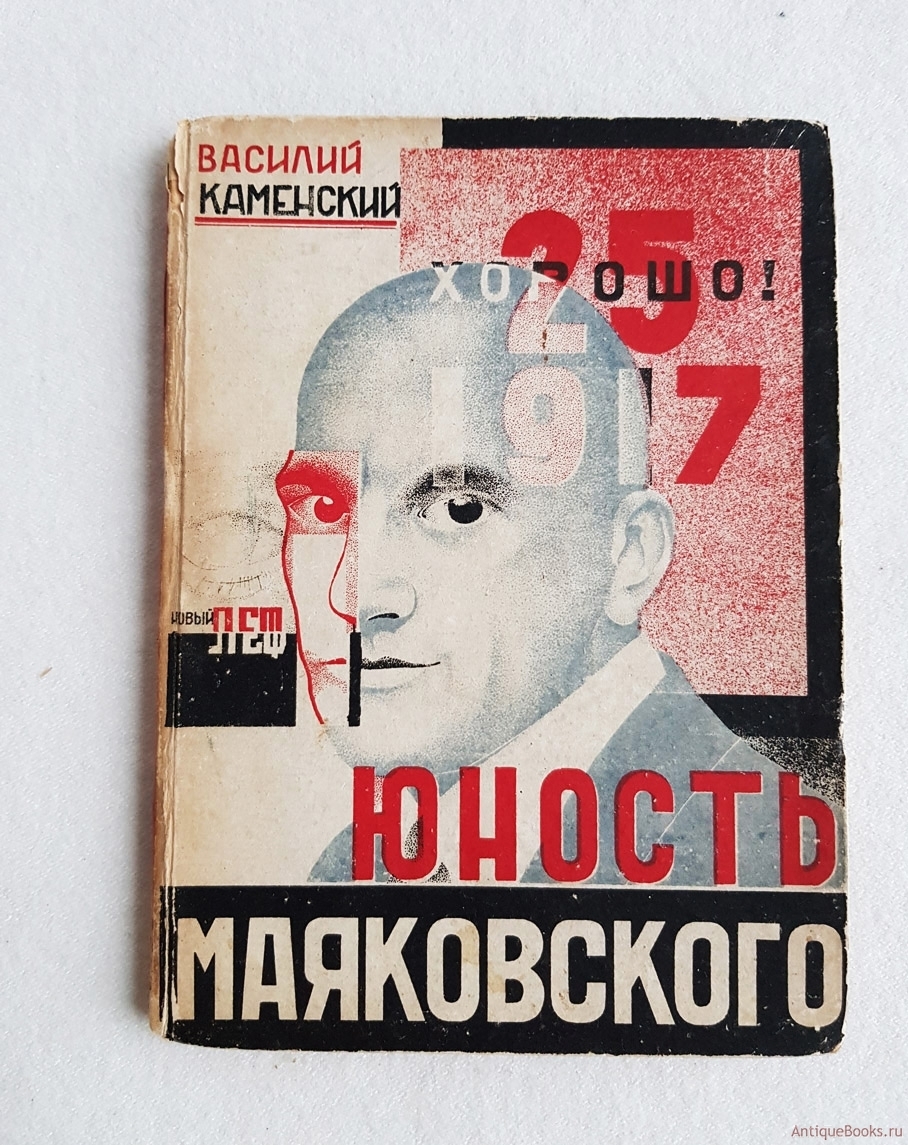 ВАСИЛИЙ
КАМЕНСКИЙ
25
ХОРОШО!
1917
НОВЫЙ
ЛЕФ
ЮНОСТЬ
МАЯКОВСКОГО
AntiqueBooks.ru